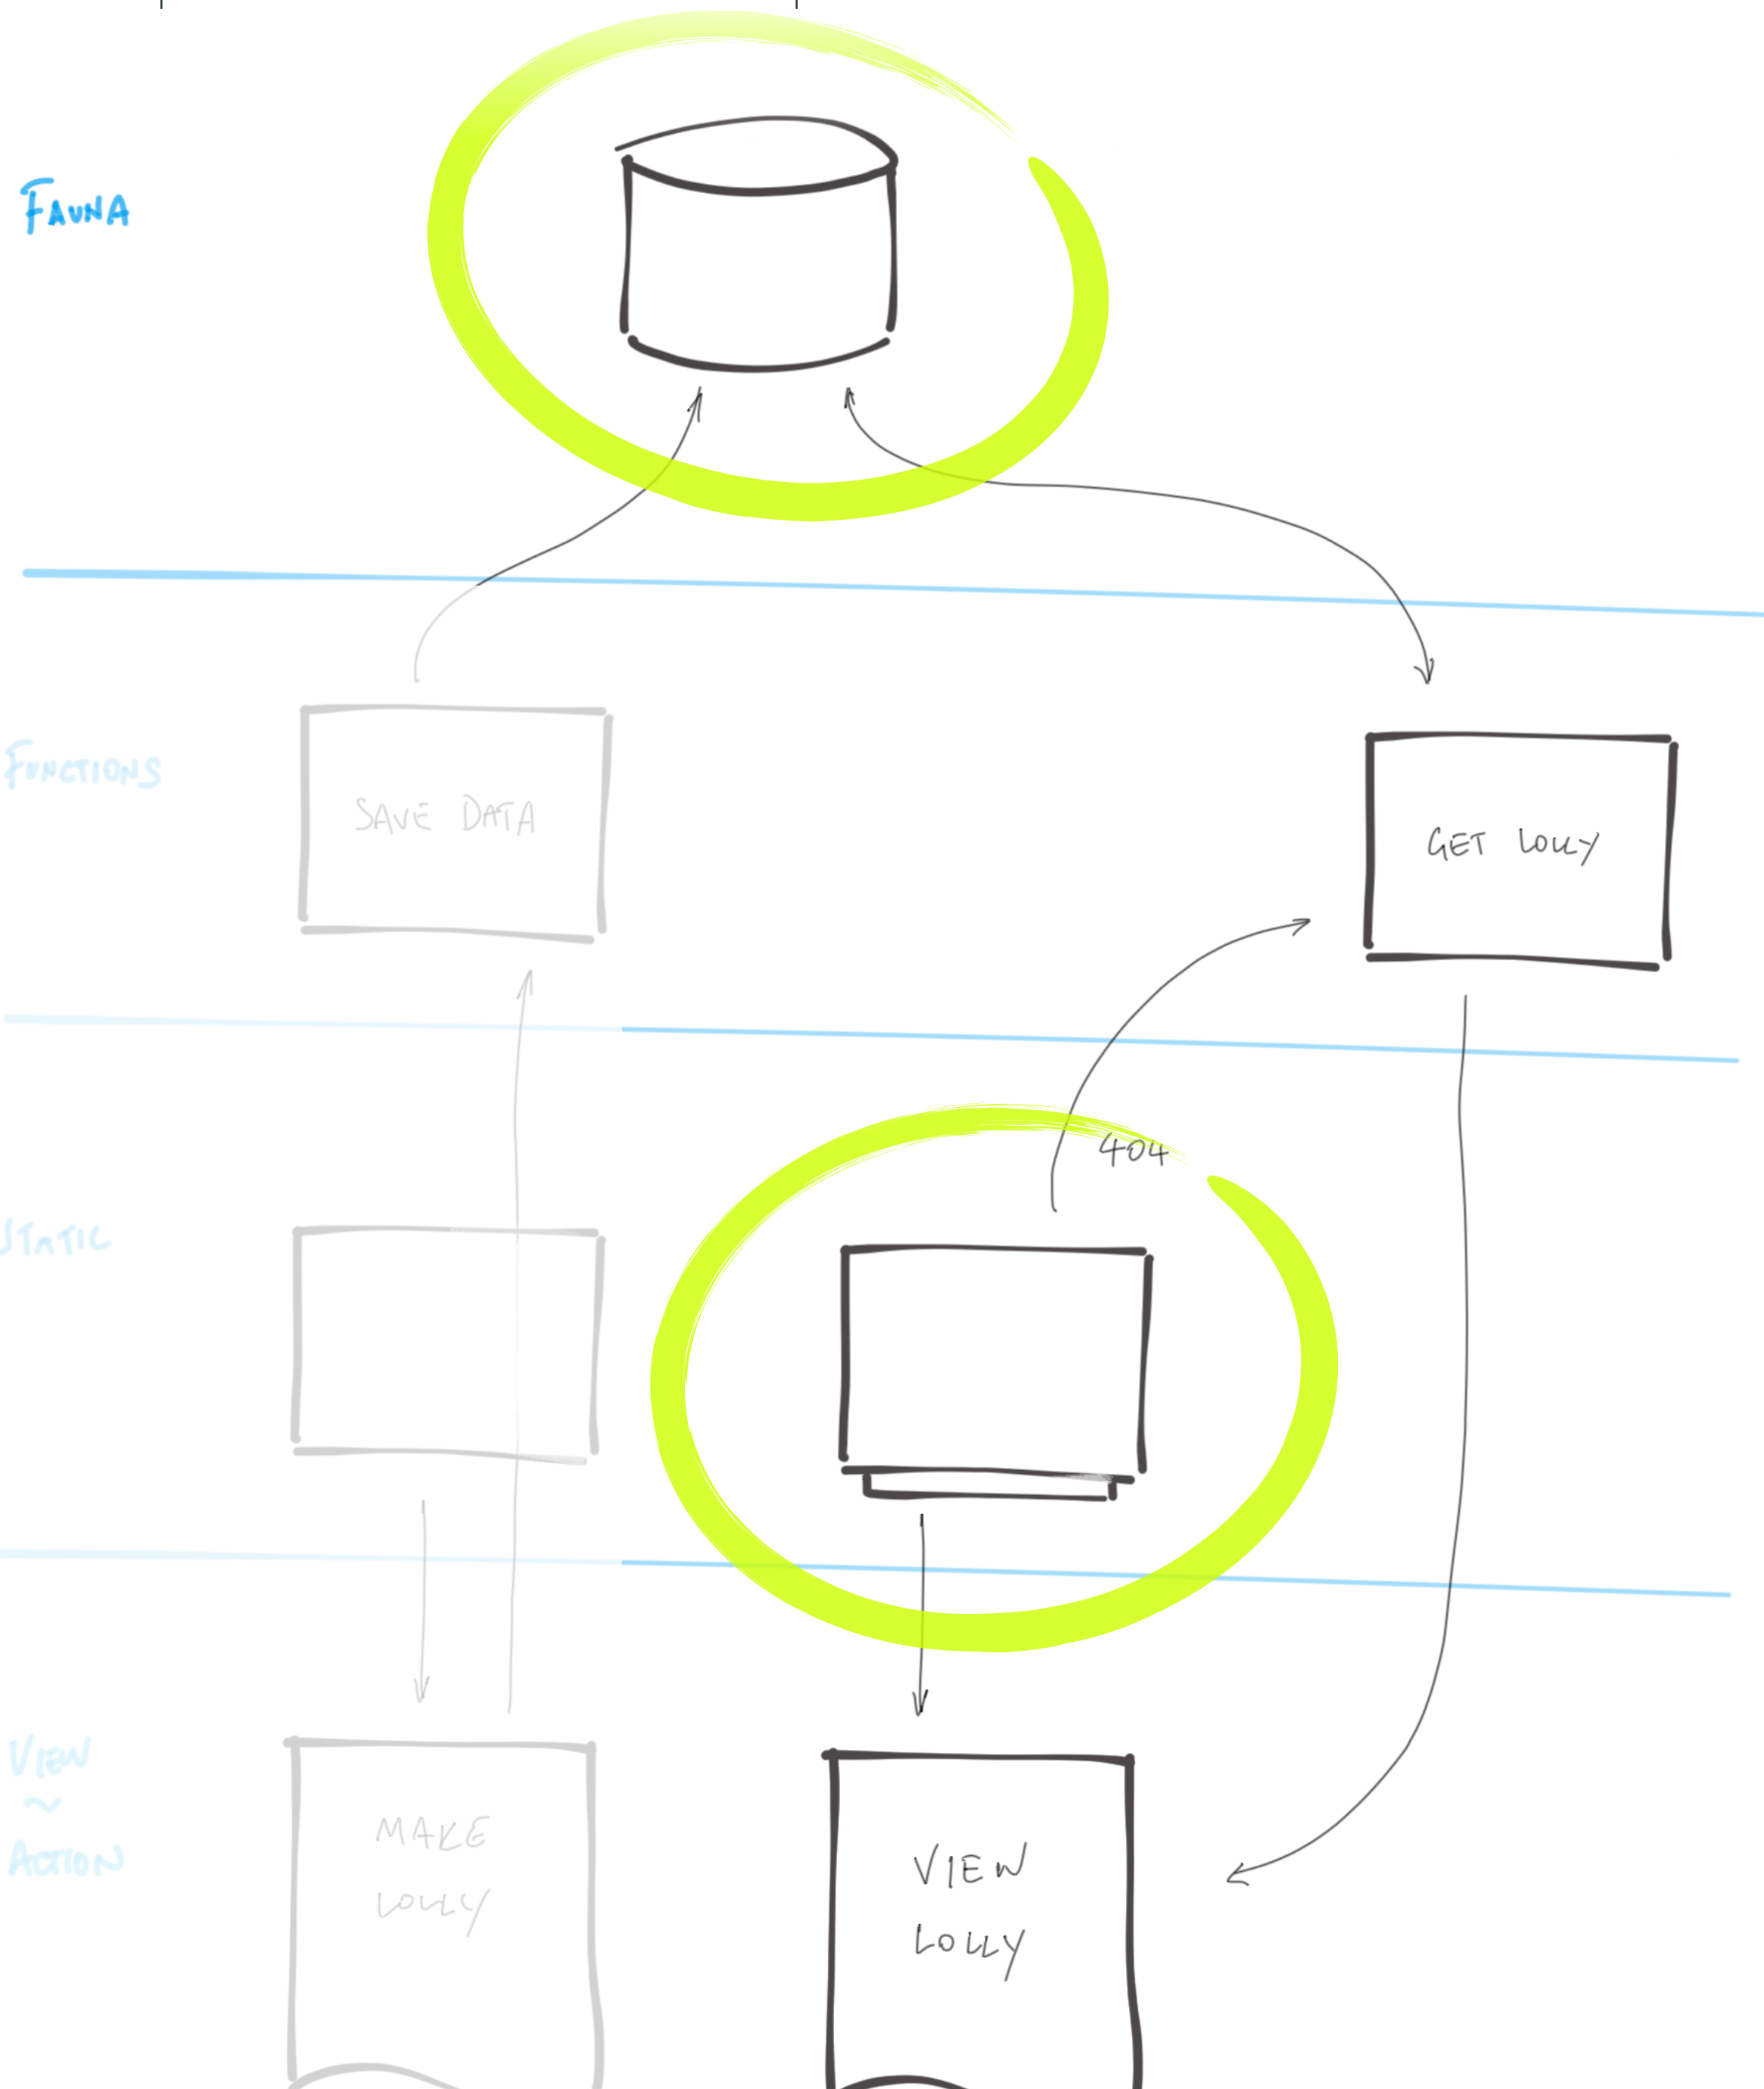 FAUNA
FUNCTIONS
SAVE DATA
GET LOLLY
404
STATIC
VIEW
~
ACTION
MAKE
LOLLY
VIEW
LOLLY